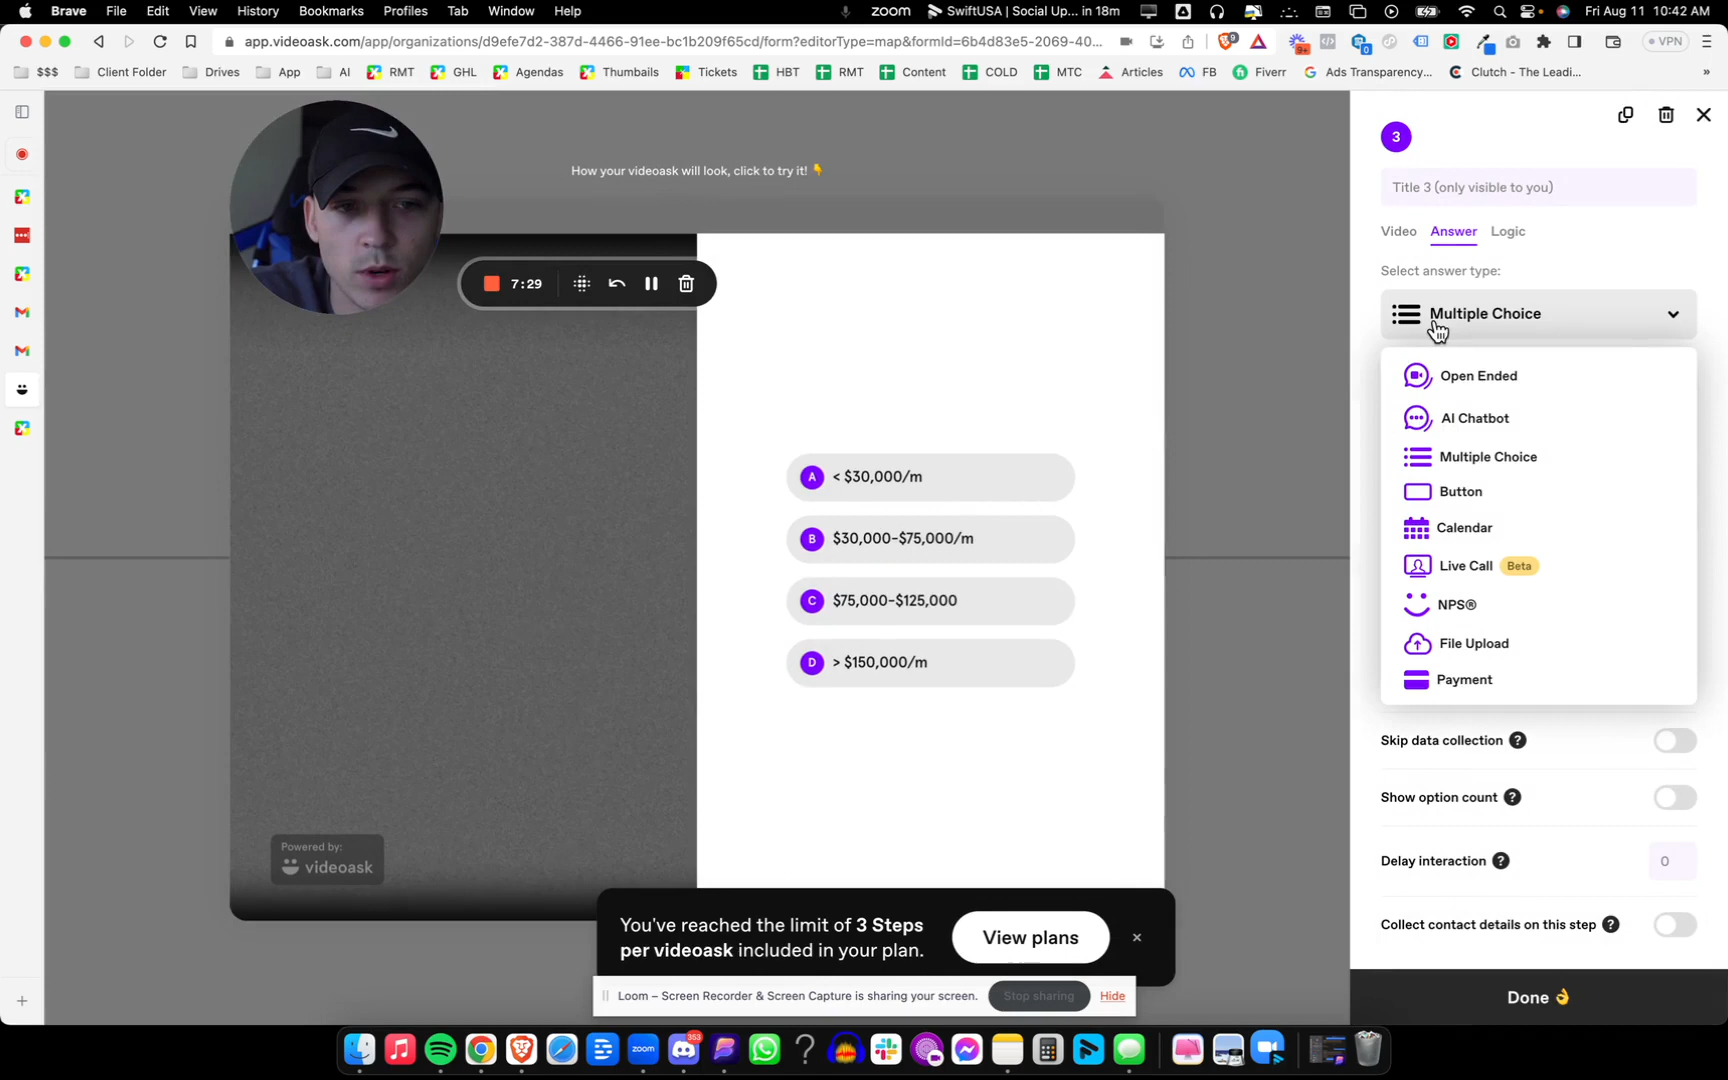 Brave File Edit View History Bookmarks Profiles Tab Window Help
zoom SwiftUSA | Social Up... in 18m Fri Aug 11 10:42 AM
app.videoask.com/app/organizations/d9efe7d2-387d-4466-91ee-bc1b209f65cd/form?editorType=map&formId=6b4d83e5-2069-40... 9 9+ 0 VPN
$$$ Client Folder Drives App AI RMT GHL Agendas Thumbails Tickets HBT RMT Content COLD MTC Articles FB Fiverr Ads Transparency... Clutch - The Leadi... »
How your videoask will look, click to try it! 👇
7:29
A < $30,000/m
B $30,000-$75,000/m
C $75,000-$125,000
D > $150,000/m
Powered by:
videoask
3
Title 3 (only visible to you)
Video Answer Logic
Select answer type:
Multiple Choice
Open Ended
AI Chatbot
Multiple Choice
Button
Calendar
Live Call Beta
NPS®
File Upload
Payment
Skip data collection ?
Show option count ?
Delay interaction ? 0
Collect contact details on this step ?
Done 👌
You've reached the limit of 3 Steps
per videoask included in your plan.
View plans
Loom – Screen Recorder & Screen Capture is sharing your screen. Stop sharing Hide
zoom 353